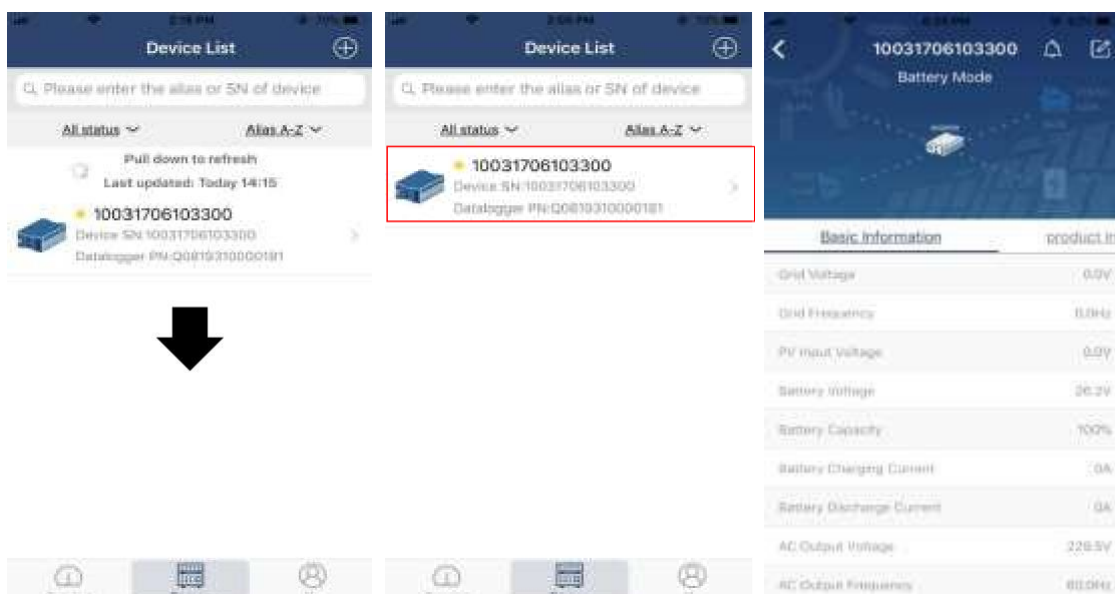 Device List
Please enter the alias or SN of device
All status
Alias A-Z
Pull down to refresh
Last updated: Today 14:15
10031706103300
Device SN:10031706103300
Datalogger PN:Q0819310000181
Device List
Please enter the alias or SN of device
All status
Alias A-Z
10031706103300
Device SN:10031706103300
Datalogger PN:Q0819310000181
10031706103300
Battery Mode
Basic Information
product in
Grid Voltage 0.0V
Grid Frequency 0.0Hz
PV Input Voltage 0.0V
Battery Voltage 26.2V
Battery Capacity 100%
Battery Charging Current 0A
Battery Discharge Current 0A
AC Output Voltage 229.5V
AC Output Frequency 60.0Hz